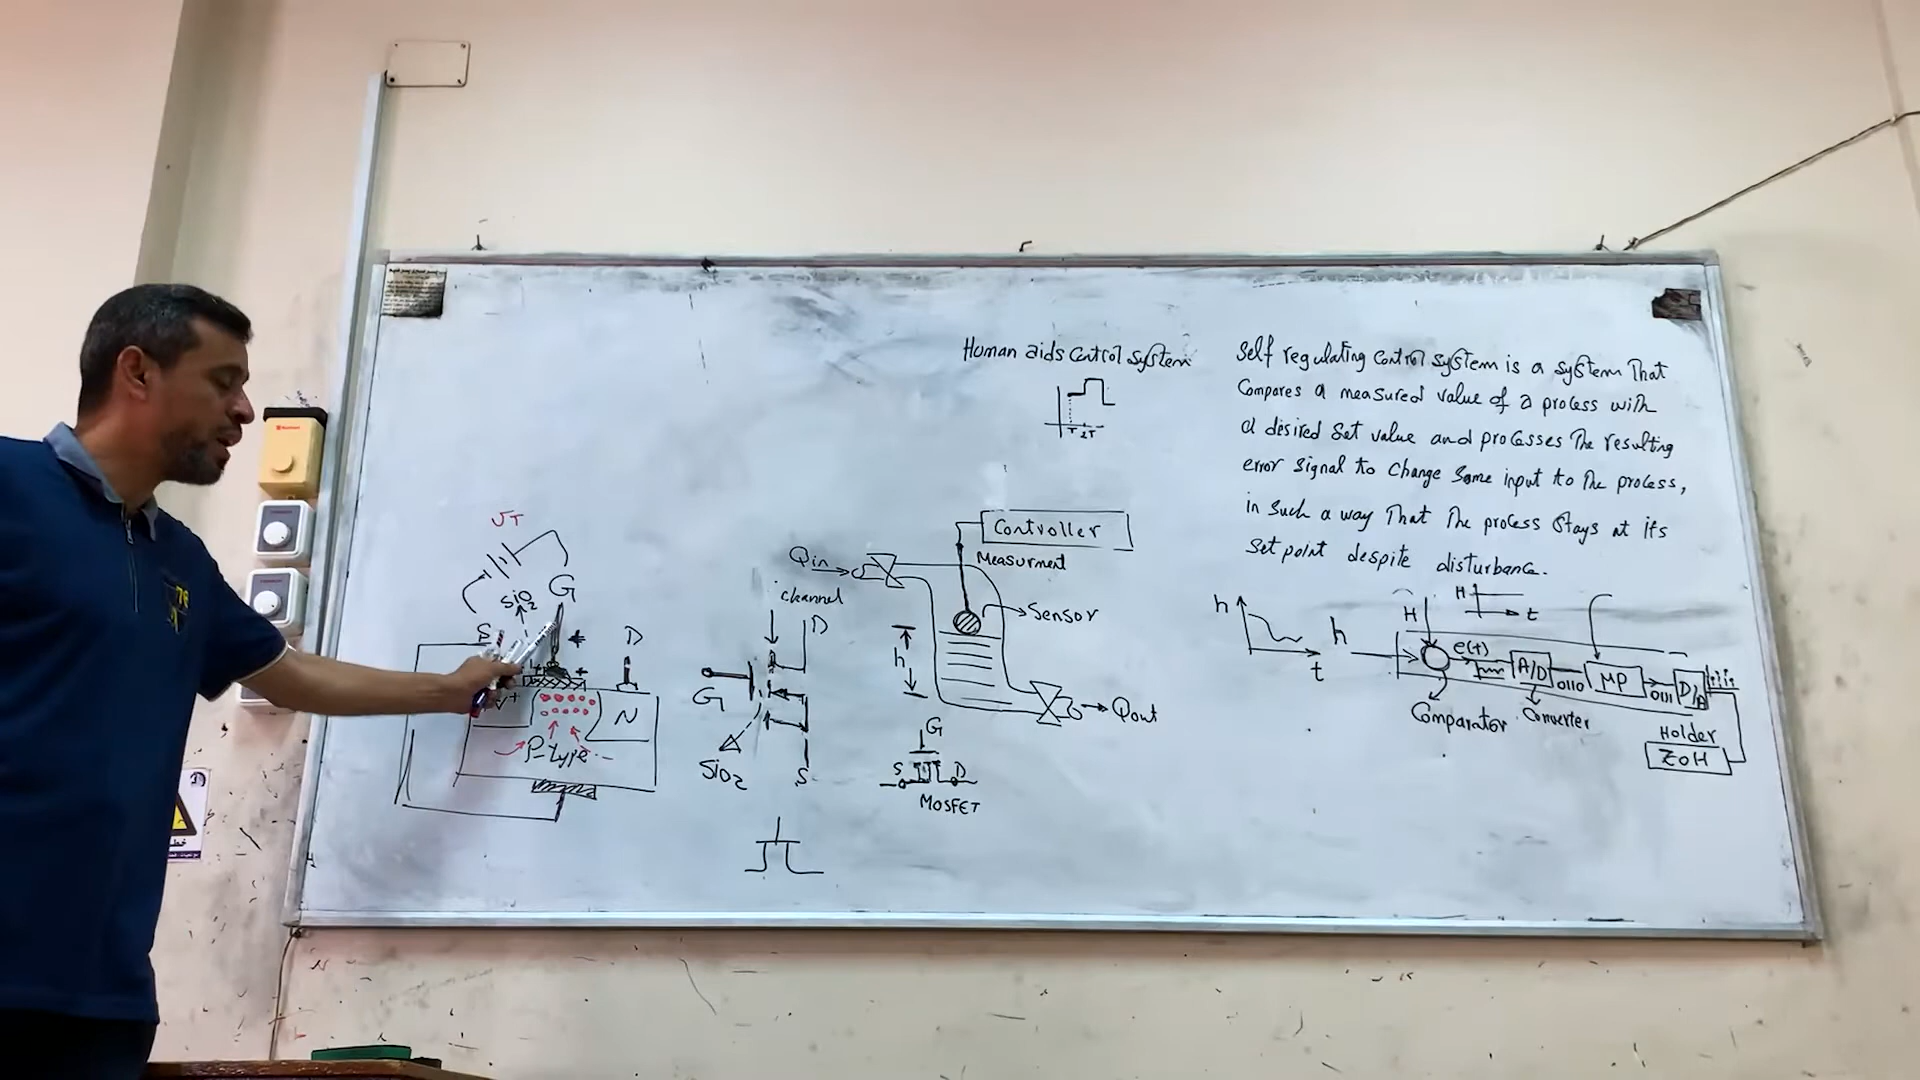 Human aids Control system
T 2T
Self regulating Control system is a system That
Compares a measured value of a process with
a desired Set value and processes The resulting
error signal to change Some input to The process,
in such a way That The process stays at its
set point despite disturbance.
VT
SiO2
G
S
D
N
P-type
channel
D
G
SiO2
S
Controller
Measurment
Qin
Sensor
h
Qout
G
S
D
MOSFET
h
t
h
H
H
t
e(t)
A/D
0110
MP
0111
Comparator
Converter
Holder
ZOH